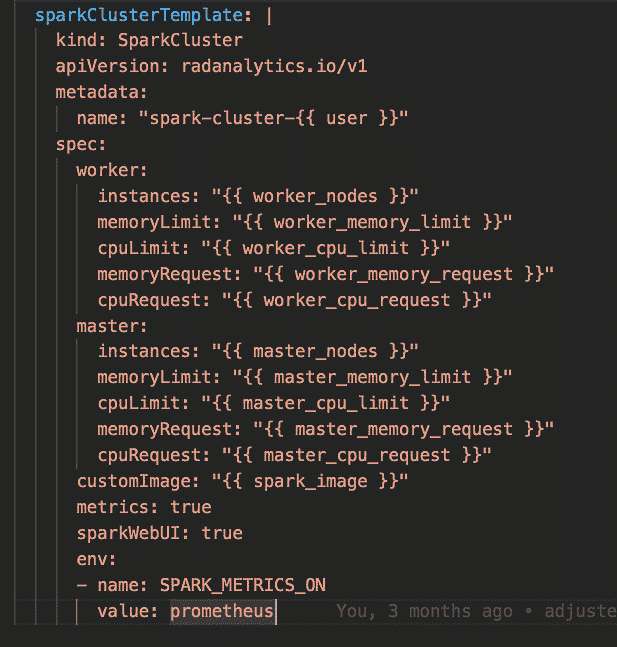 sparkClusterTemplate: |
kind: SparkCluster
apiVersion: radanalytics.io/v1
metadata:
name: "spark-cluster-{{ user }}"
spec:
worker:
instances: "{{ worker_nodes }}"
memoryLimit: "{{ worker_memory_limit }}"
cpuLimit: "{{ worker_cpu_limit }}"
memoryRequest: "{{ worker_memory_request }}"
cpuRequest: "{{ worker_cpu_request }}"
master:
instances: "{{ master_nodes }}"
memoryLimit: "{{ master_memory_limit }}"
cpuLimit: "{{ master_cpu_limit }}"
memoryRequest: "{{ master_memory_request }}"
cpuRequest: "{{ master_cpu_request }}"
customImage: "{{ spark_image }}"
metrics: true
sparkWebUI: true
env:
- name: SPARK_METRICS_ON
value: prometheus You, 3 months ago • adjuste